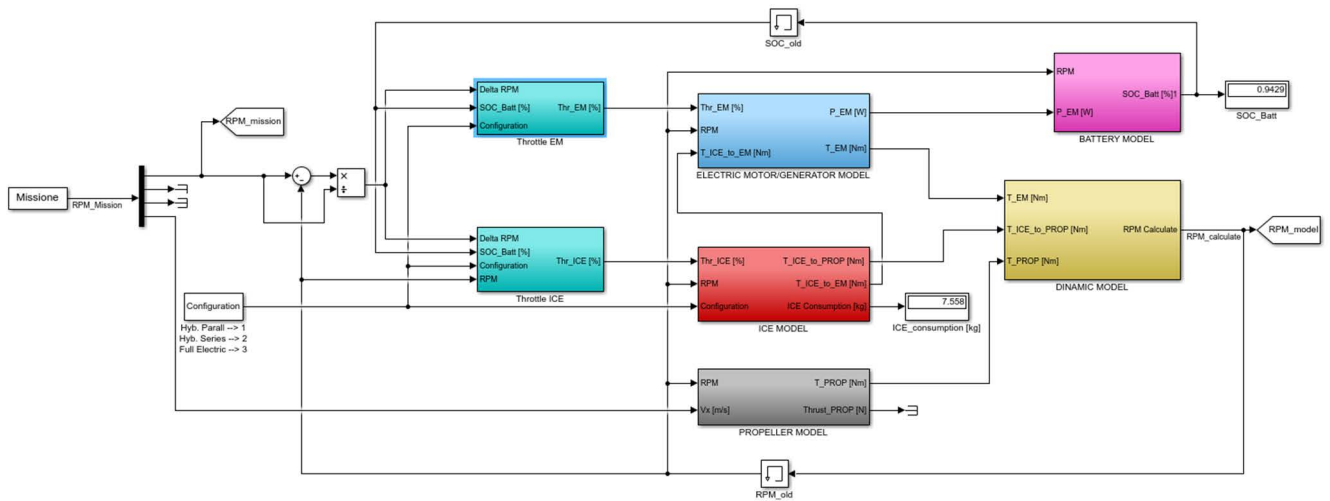 SOC_old
RPM_mission
Missione
RPM_Mission
+
-
×
÷
Delta RPM
SOC_Batt [%]
Configuration
Thr_EM [%]
Throttle EM
Delta RPM
SOC_Batt [%]
Configuration
RPM
Thr_ICE [%]
Throttle ICE
Configuration
Hyb. Parall --> 1
Hyb. Series --> 2
Full Electric --> 3
Thr_EM [%]
RPM
T_ICE_to_EM [Nm]
P_EM [W]
T_EM [Nm]
ELECTRIC MOTOR/GENERATOR MODEL
Thr_ICE [%]
RPM
Configuration
T_ICE_to_PROP [Nm]
T_ICE_to_EM [Nm]
ICE Consumption [kg]
ICE MODEL
7.558
ICE_consumption [kg]
RPM
Vx [m/s]
T_PROP [Nm]
Thrust_PROP [N]
PROPELLER MODEL
RPM
P_EM [W]
SOC_Batt [%]1
BATTERY MODEL
0.9429
SOC_Batt
T_EM [Nm]
T_ICE_to_PROP [Nm]
T_PROP [Nm]
RPM Calculate
DINAMIC MODEL
RPM_calculate
RPM_model
RPM_old